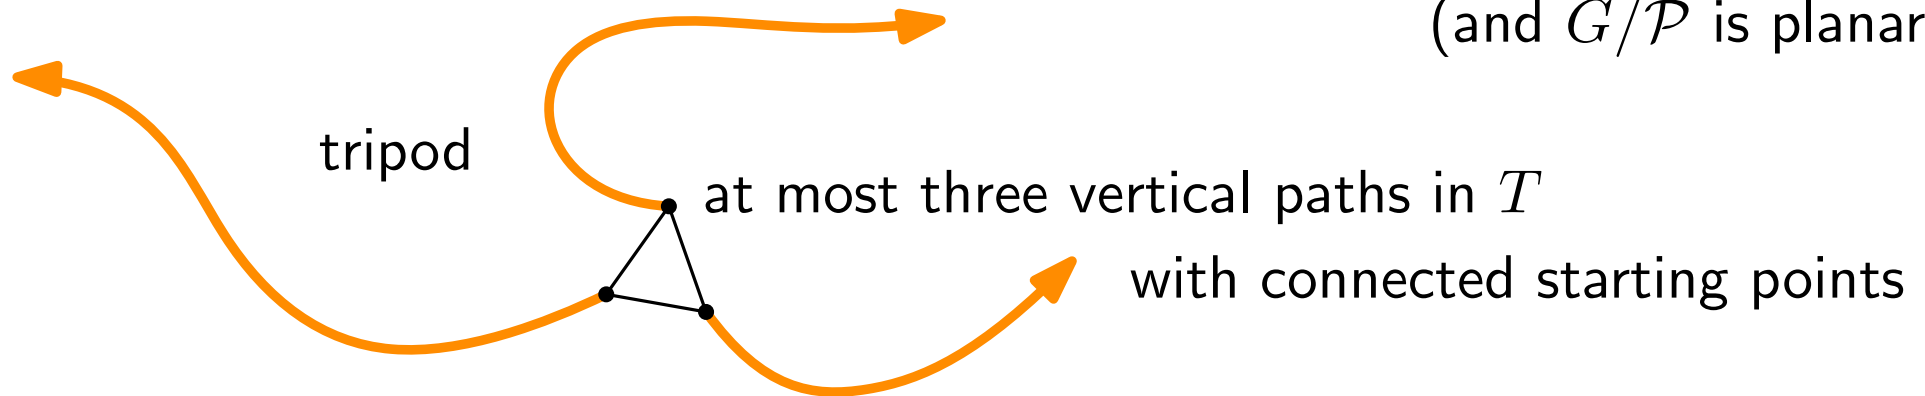 (and G/𝒫 is planar
tripod
at most three vertical paths in T
with connected starting points